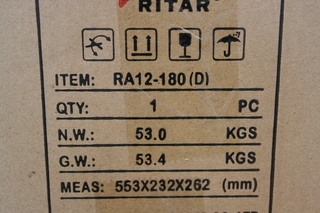 RITAR
ITEM: RA12-180(D)
QTY: 1 PC
N.W.: 53.0 KGS
G.W.: 53.4 KGS
MEAS: 553X232X262 (mm)